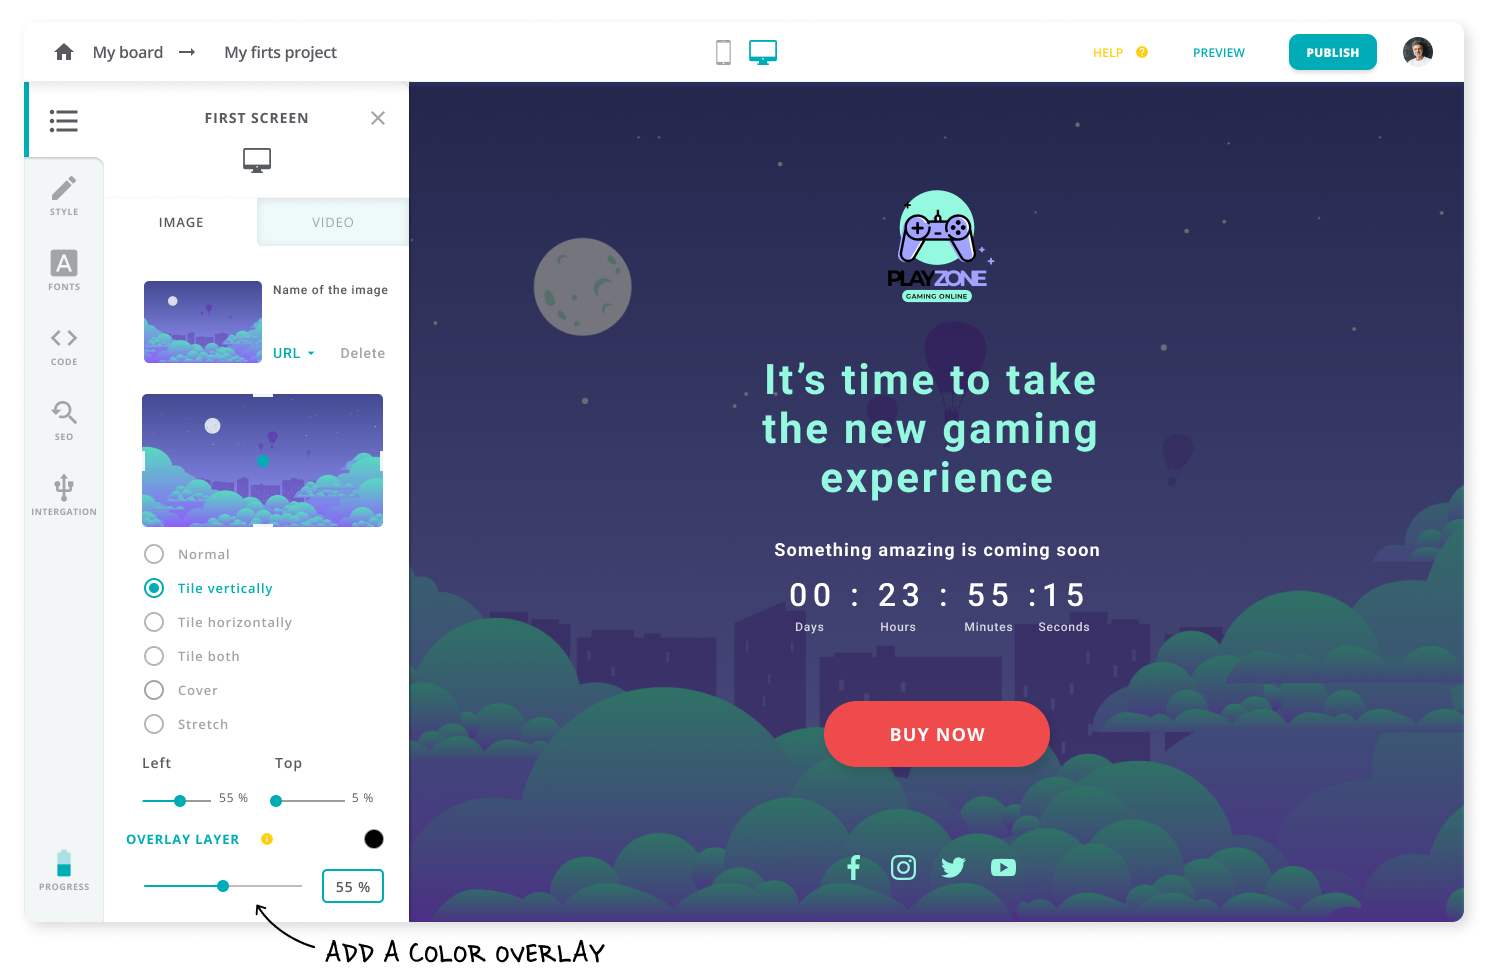 My board → My firts project
HELP ?
PREVIEW
PUBLISH
FIRST SCREEN
STYLE
FONTS
CODE
SEO
INTERGATION
PROGRESS
IMAGE
VIDEO
Name of the image
URL
Delete
Normal
Tile vertically
Tile horizontally
Tile both
Cover
Stretch
Left
Top
55 %
5 %
OVERLAY LAYER
55 %
PLAYZONE
GAMING ONLINE
It’s time to take
the new gaming
experience
Something amazing is coming soon
00 : 23 : 55 :15
Days Hours Minutes Seconds
BUY NOW
ADD A COLOR OVERLAY